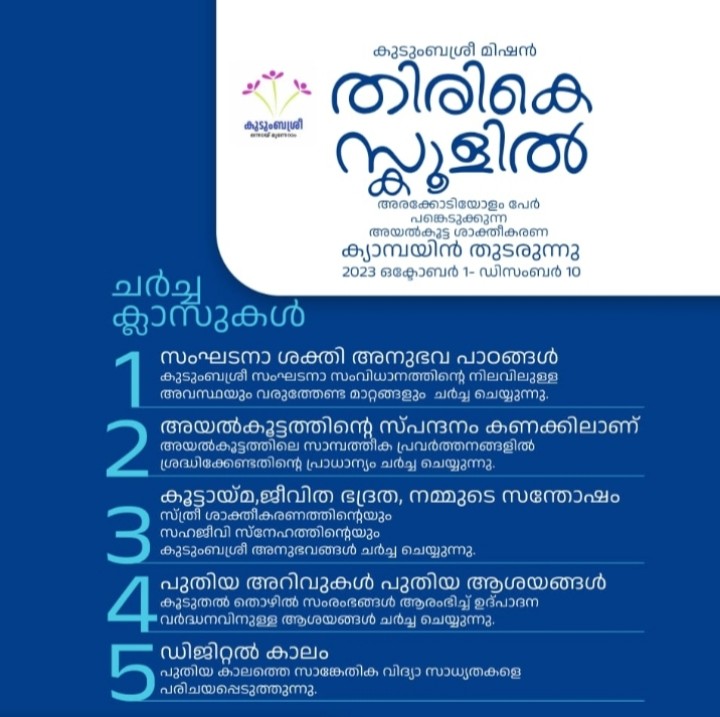 കുടുംബശ്രീ മിഷൻ
തിരികെ
സ്കൂളിൽ
കുടുംബശ്രീ
അരക്കോടിയോളം പേർ
പങ്കെടുക്കുന്ന
അയൽകൂട്ട ശാക്തീകരണ
ക്യാമ്പയിൻ തുടരുന്നു
2023 ഒക്ടോബർ 1- ഡിസംബർ 10
ചർച്ച
ക്ലാസുകൾ
1 സംഘടനാ ശക്തി അനുഭവ പാഠങ്ങൾ
കുടുംബശ്രീ സംഘടനാ സംവിധാനത്തിന്റെ നിലവിലുള്ള
അവസ്ഥയും വരുത്തേണ്ട മാറ്റങ്ങളും ചർച്ച ചെയ്യുന്നു.
2 അയൽകൂട്ടത്തിന്റെ സ്പന്ദനം കണക്കിലാണ്
അയൽകൂട്ടത്തിലെ സാമ്പത്തീക പ്രവർത്തനങ്ങളിൽ
ശ്രദ്ധിക്കേണ്ടതിന്റെ പ്രാധാന്യം ചർച്ച ചെയ്യുന്നു.
3 കൂട്ടായ്മ,ജീവിത ഭദ്രത, നമ്മുടെ സന്തോഷം
സ്ത്രീ ശാക്തീകരണത്തിന്റെയും
സഹജീവി സ്നേഹത്തിന്റെയും
കുടുംബശ്രീ അനുഭവങ്ങൾ ചർച്ച ചെയ്യുന്നു.
4 പുതിയ അറിവുകൾ പുതിയ ആശയങ്ങൾ
കൂടുതൽ തൊഴിൽ സംരംഭങ്ങൾ ആരംഭിച്ച് ഉദ്പാദന
വർദ്ധനവിനുള്ള ആശയങ്ങൾ ചർച്ച ചെയ്യുന്നു.
5 ഡിജിറ്റൽ കാലം
പുതിയ കാലത്തെ സാങ്കേതിക വിദ്യാ സാധ്യതകളെ
പരിചയപ്പെടുത്തുന്നു.